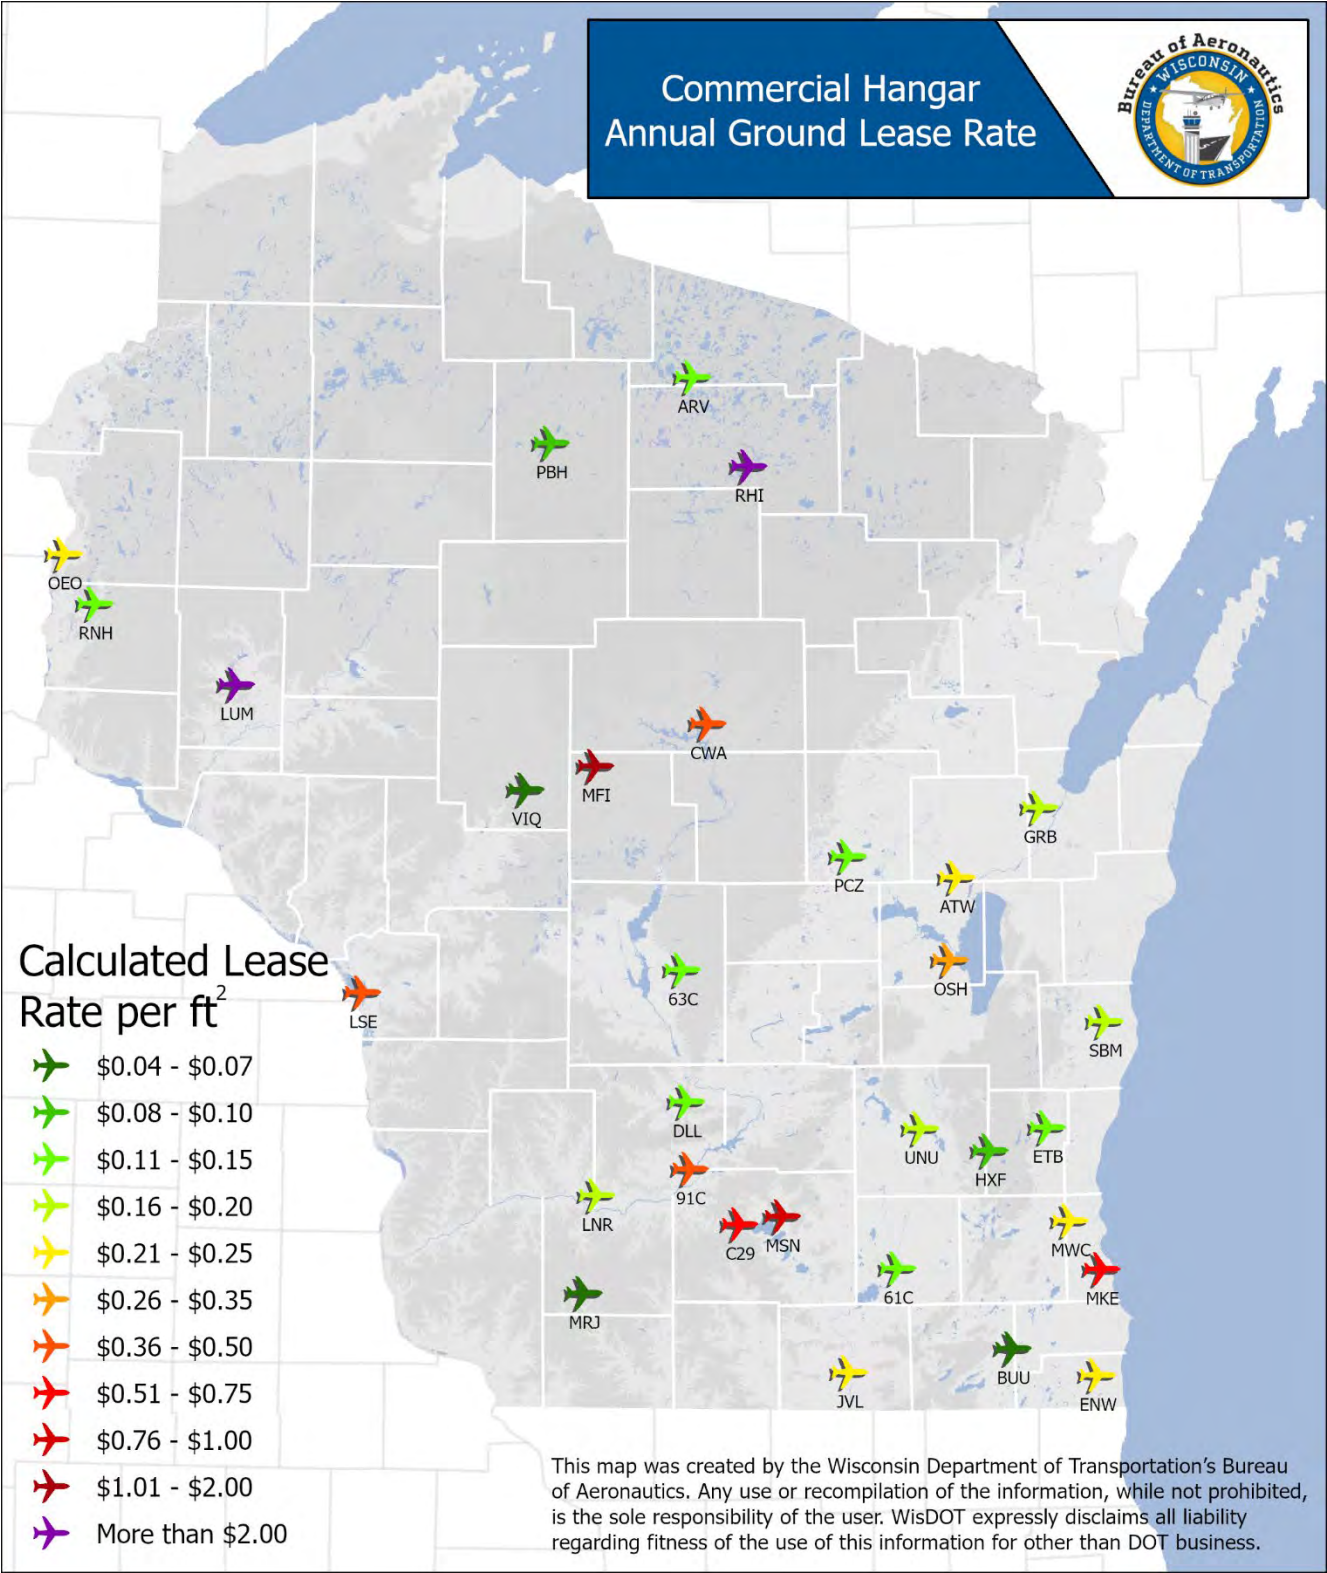 Commercial Hangar
Annual Ground Lease Rate
Bureau of Aeronautics
WISCONSIN
DEPARTMENT OF TRANSPORTATION
ARV
PBH
RHI
OEO
RNH
LUM
CWA
MFI
VIQ
GRB
PCZ
ATW
OSH
63C
LSE
SBM
DLL
UNU
ETB
HXF
91C
LNR
C29
MSN
MWC
MKE
61C
MRJ
BUU
JVL
ENW
Calculated Lease
Rate per ft²
$0.04 - $0.07
$0.08 - $0.10
$0.11 - $0.15
$0.16 - $0.20
$0.21 - $0.25
$0.26 - $0.35
$0.36 - $0.50
$0.51 - $0.75
$0.76 - $1.00
$1.01 - $2.00
More than $2.00
This map was created by the Wisconsin Department of Transportation's Bureau
of Aeronautics. Any use or recompilation of the information, while not prohibited,
is the sole responsibility of the user. WisDOT expressly disclaims all liability
regarding fitness of the use of this information for other than DOT business.